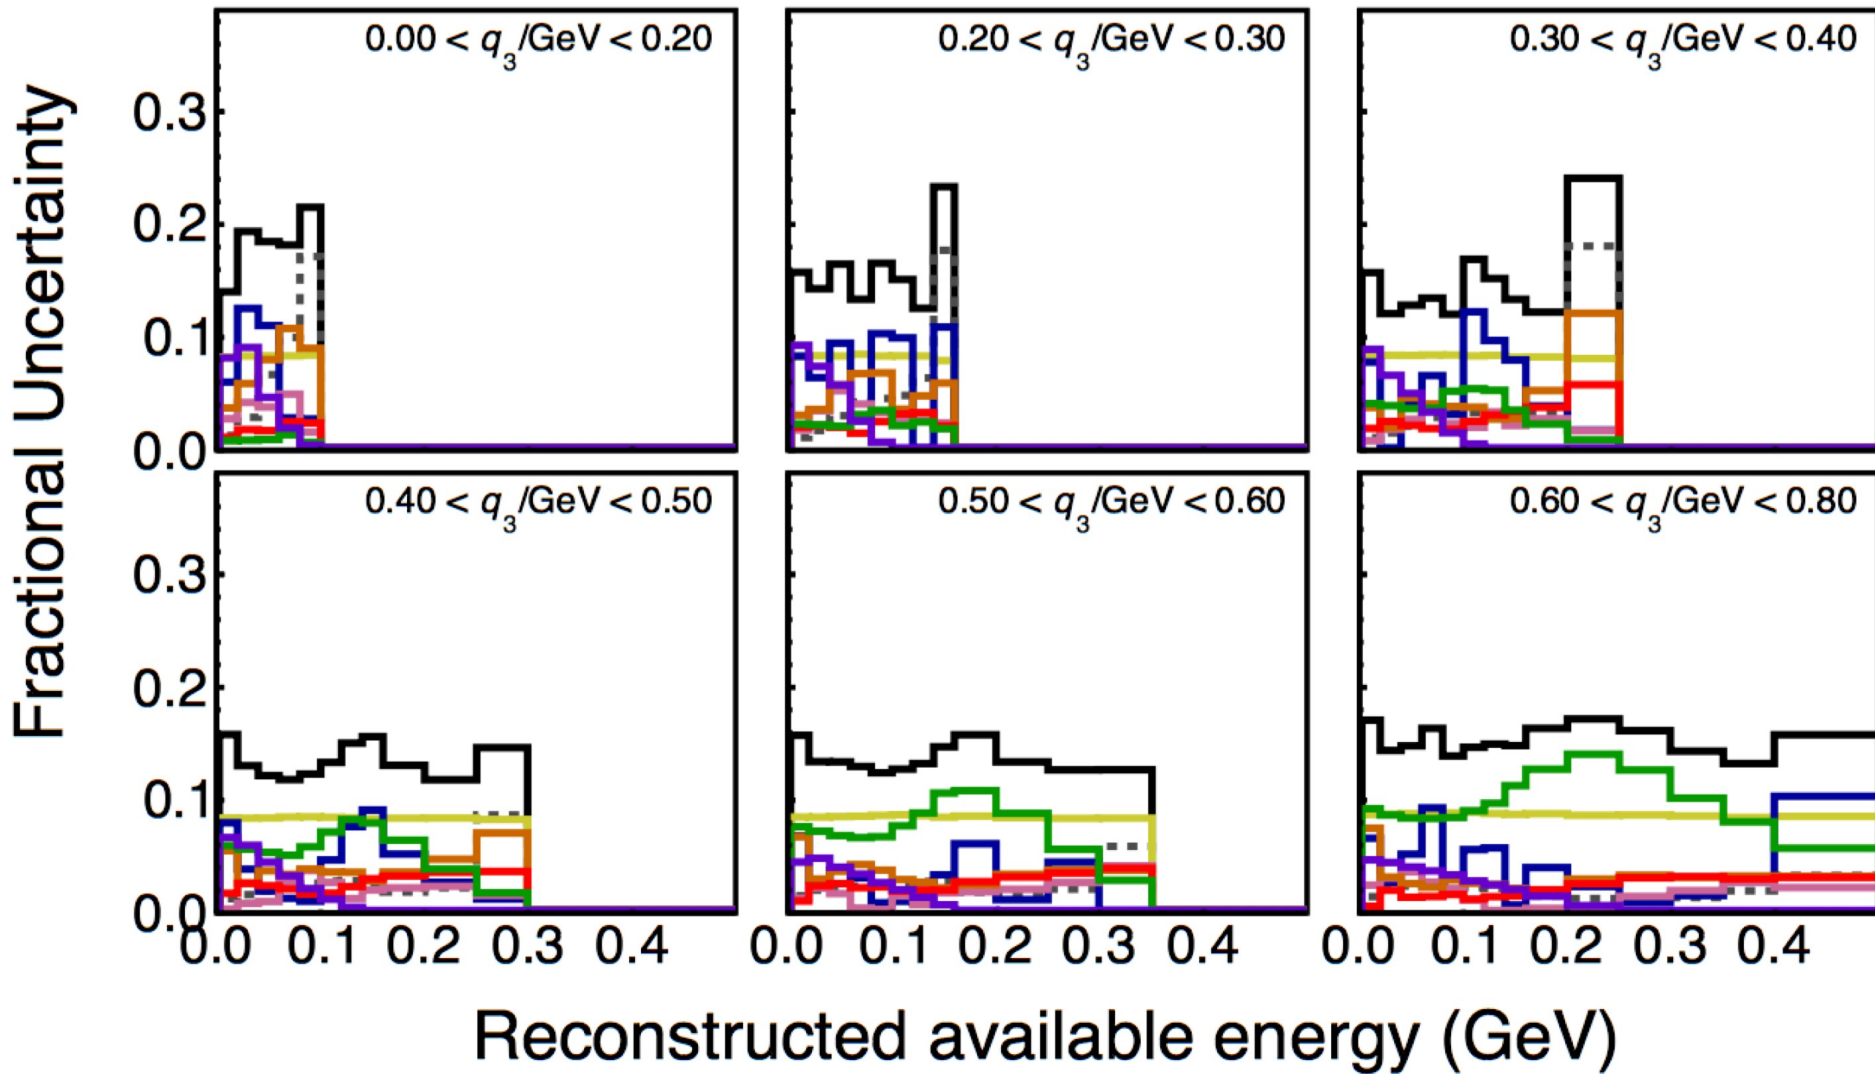 Fractional Uncertainty
0.00 < q3/GeV < 0.20
0.20 < q3/GeV < 0.30
0.30 < q3/GeV < 0.40
0.3
0.2
0.1
0.0
0.40 < q3/GeV < 0.50
0.50 < q3/GeV < 0.60
0.60 < q3/GeV < 0.80
0.3
0.2
0.1
0.0
0.0 0.1 0.2 0.3 0.4
0.0 0.1 0.2 0.3 0.4
0.0 0.1 0.2 0.3 0.4
Reconstructed available energy (GeV)